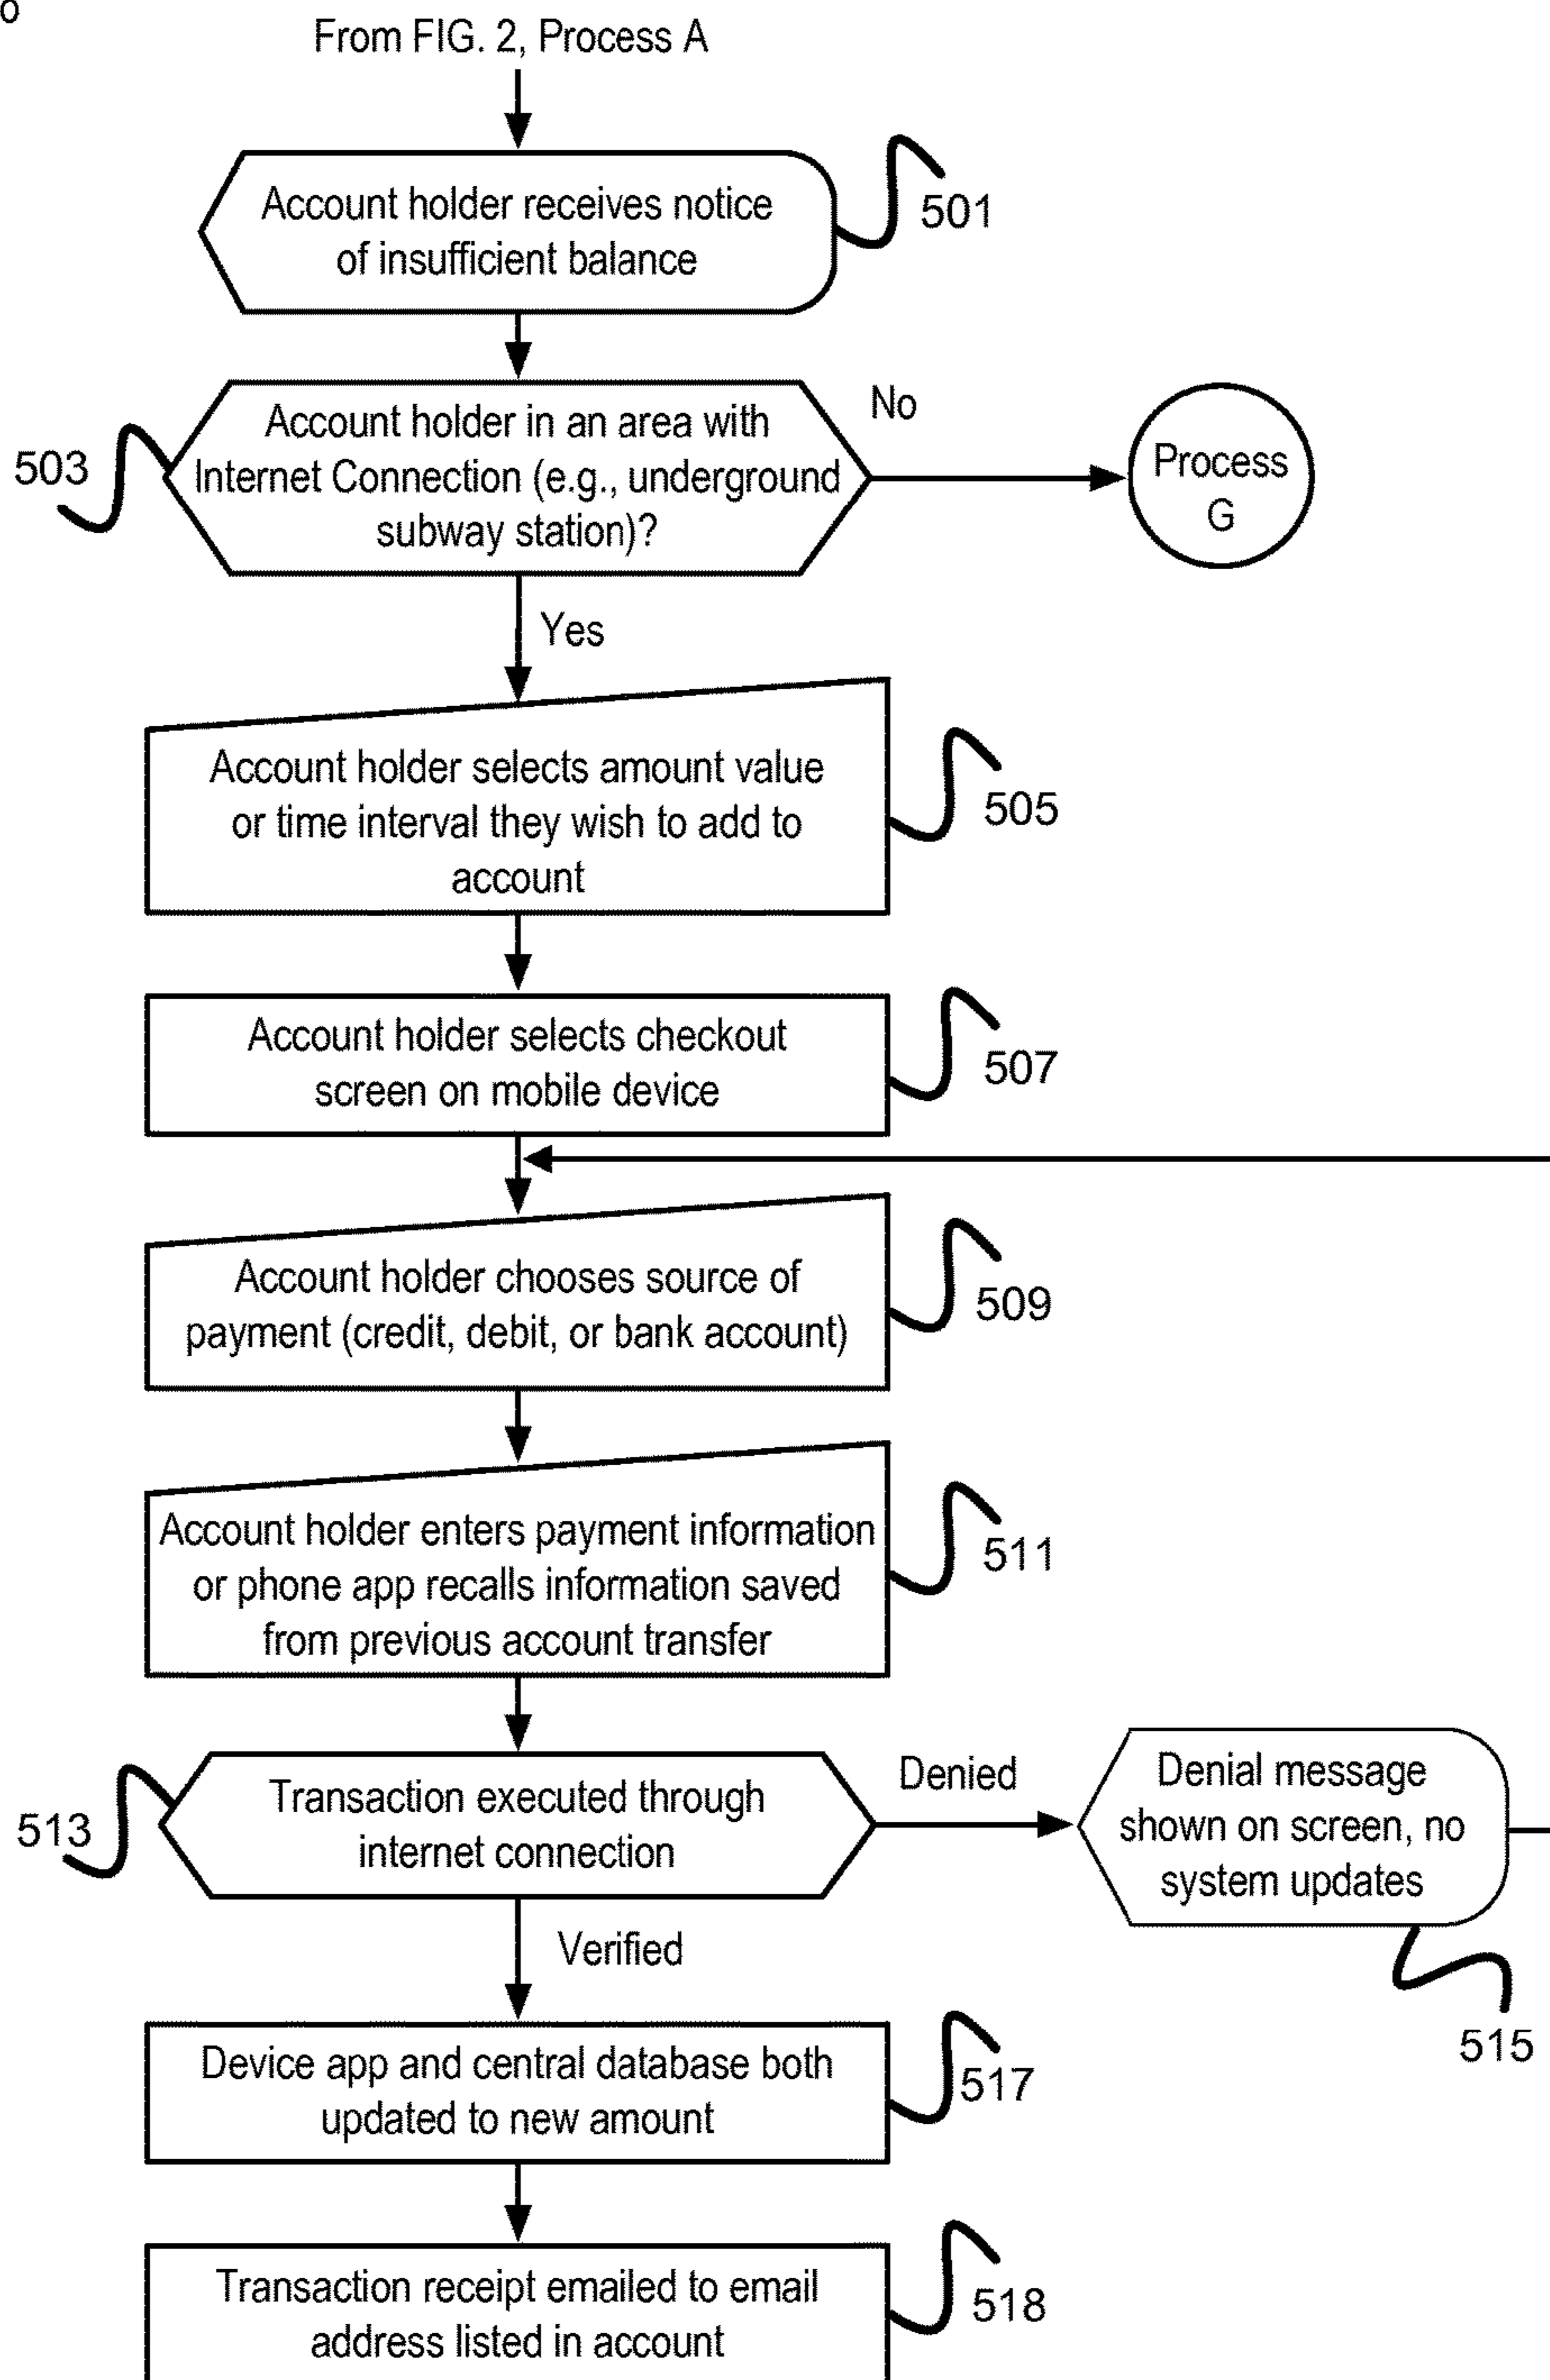 o
From FIG. 2, Process A
Account holder receives notice
of insufficient balance
501
Account holder in an area with
Internet Connection (e.g., underground
subway station)?
503
No
Process
G
Yes
Account holder selects amount value
or time interval they wish to add to
account
505
Account holder selects checkout
screen on mobile device
507
Account holder chooses source of
payment (credit, debit, or bank account)
509
Account holder enters payment information
or phone app recalls information saved
from previous account transfer
511
Transaction executed through
internet connection
513
Denied
Denial message
shown on screen, no
system updates
515
Verified
Device app and central database both
updated to new amount
517
Transaction receipt emailed to email
address listed in account
518